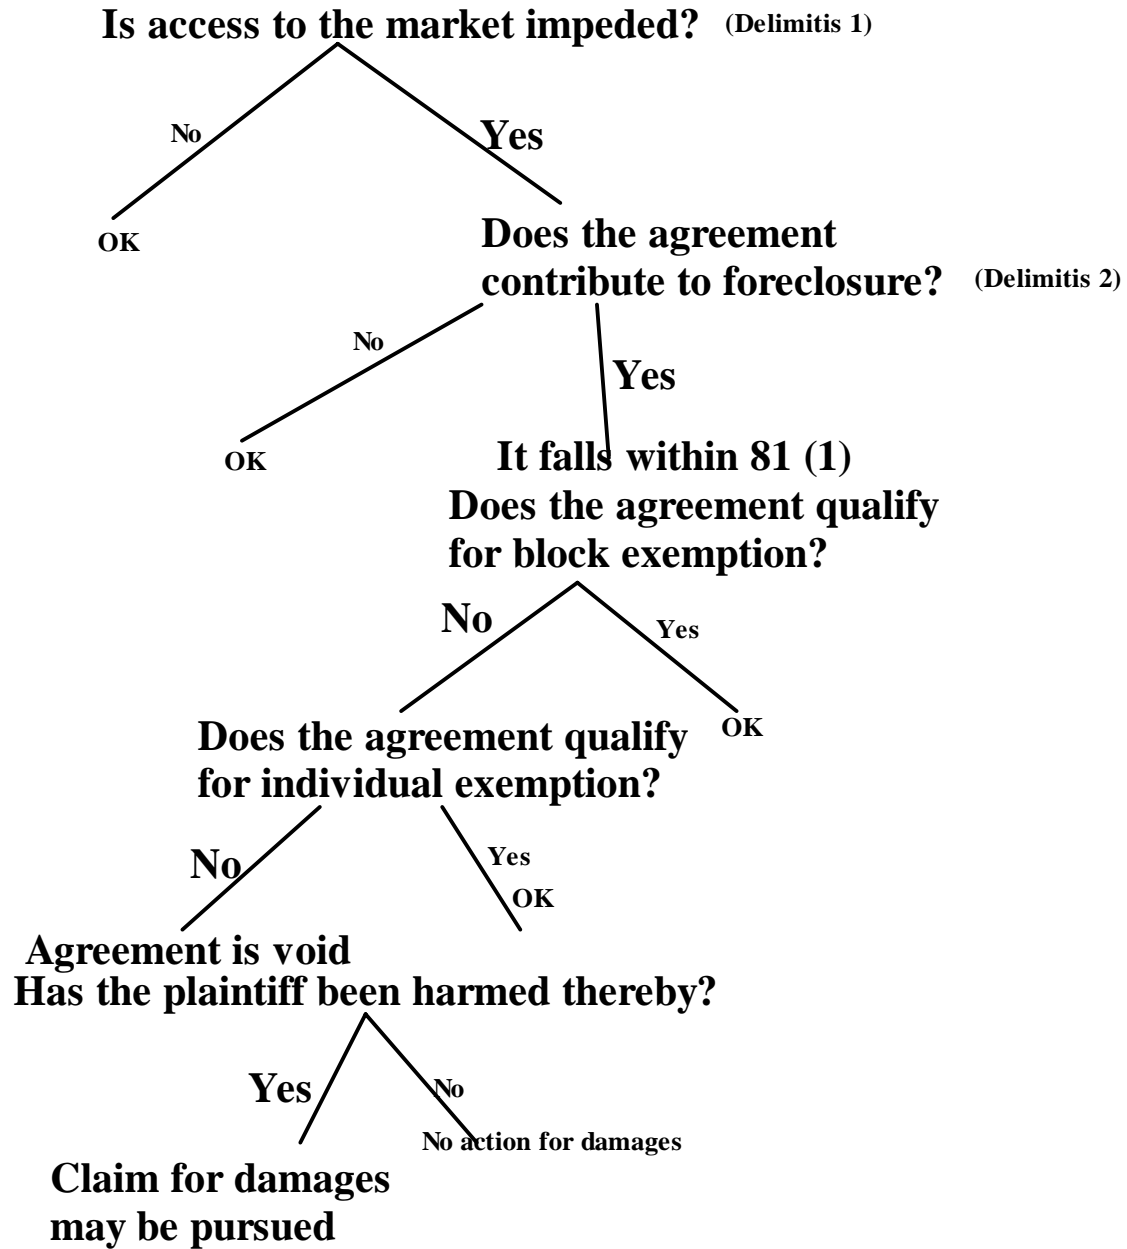 Is access to the market impeded? (Delimitis 1)
No
Yes
OK
Does the agreement
contribute to foreclosure? (Delimitis 2)
No
Yes
OK
It falls within 81 (1)
Does the agreement qualify
for block exemption?
No
Yes
OK
Does the agreement qualify
for individual exemption?
No
Yes
OK
Agreement is void
Has the plaintiff been harmed thereby?
Yes
No
No action for damages
Claim for damages
may be pursued